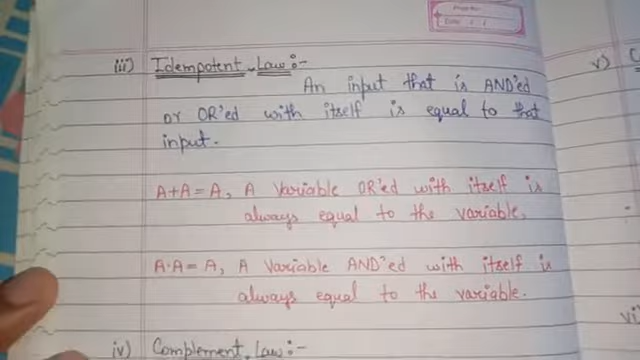 iii) Idempotent Law:-
An input that is AND'ed
or OR'ed with itself is equal to that
input.
A+A = A, A Variable OR'ed with itself is
always equal to the variable.
A·A = A, A Variable AND'ed with itself is
always equal to the variable.
iv) Complement Law:-
v)
vi